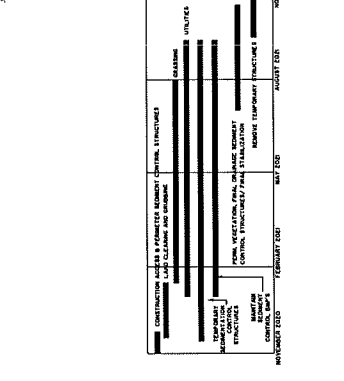 CONSTRUCTION ACCESS & PERIMETER SEDIMENT CONTROL STRUCTURES
LAND CLEARING AND GRUBBING
GRASSING
UTILITIES
TEMPORARY
SEDIMENTATION
CONTROL
STRUCTURES
MAINTAIN
SEDIMENT
CONTROL BMP'S
PERM. VEGETATION, FINAL DRAINAGE SEDIMENT
CONTROL STRUCTURES/ FINAL STABILIZATION
REMOVE TEMPORARY STRUCTURES
NOVEMBER 2020
FEBRUARY 2021
MAY 2021
AUGUST 2021
NO